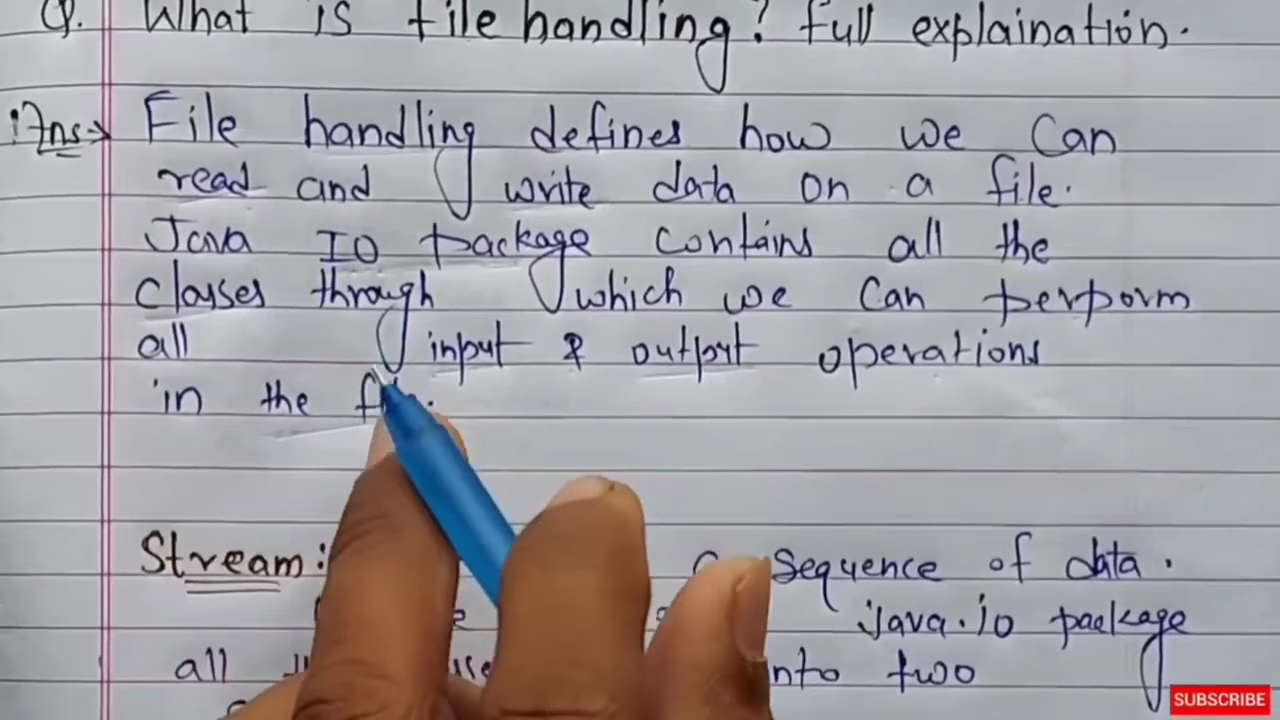 Q. What is file handling? full explaination.
Ans→ File handling defines how we can
read and write data on a file.
Java IO package contains all the
classes through which we can perporm
all input & output operations
in the
Stream: a sequence of data.
java.io package
all into two
SUBSCRIBE